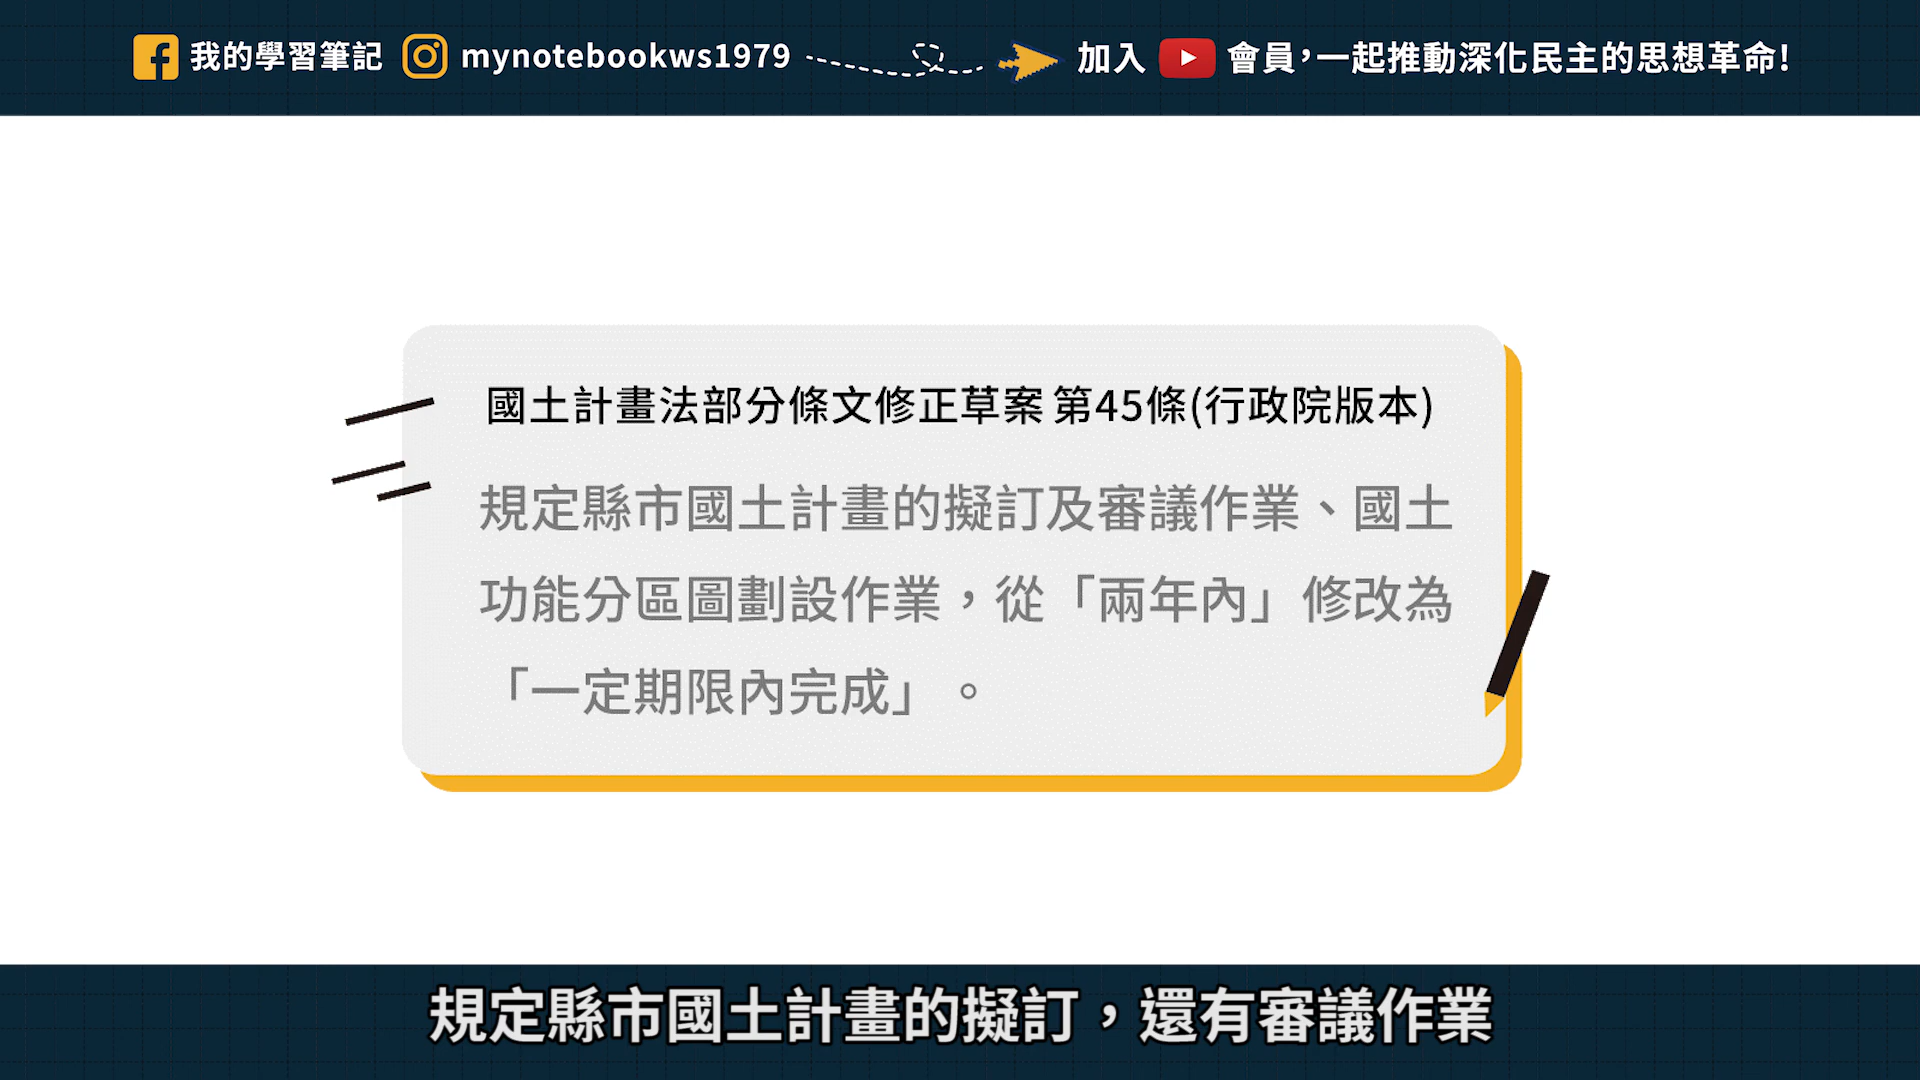 我的學習筆記 mynotebookws1979 加入 會員,一起推動深化民主的思想革命!
國土計畫法部分條文修正草案 第45條(行政院版本)
規定縣市國土計畫的擬訂及審議作業、國土
功能分區圖劃設作業，從「兩年內」修改為
「一定期限內完成」。
規定縣市國土計畫的擬訂，還有審議作業